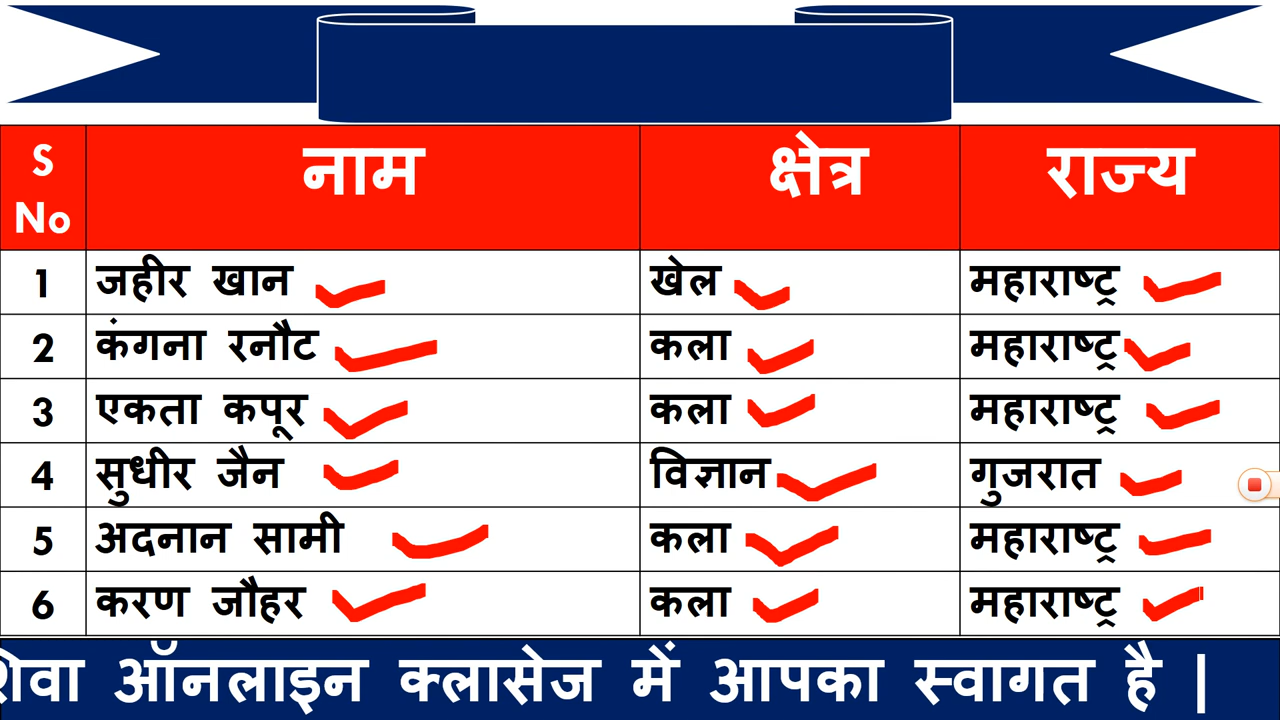 S No नाम क्षेत्र राज्य
1 जहीर खान खेल महाराष्ट्र
2 कंगना रनौट कला महाराष्ट्र
3 एकता कपूर कला महाराष्ट्र
4 सुधीर जैन विज्ञान गुजरात
5 अदनान सामी कला महाराष्ट्र
6 करण जौहर कला महाराष्ट्र
शिवा ऑनलाइन क्लासेज में आपका स्वागत है |